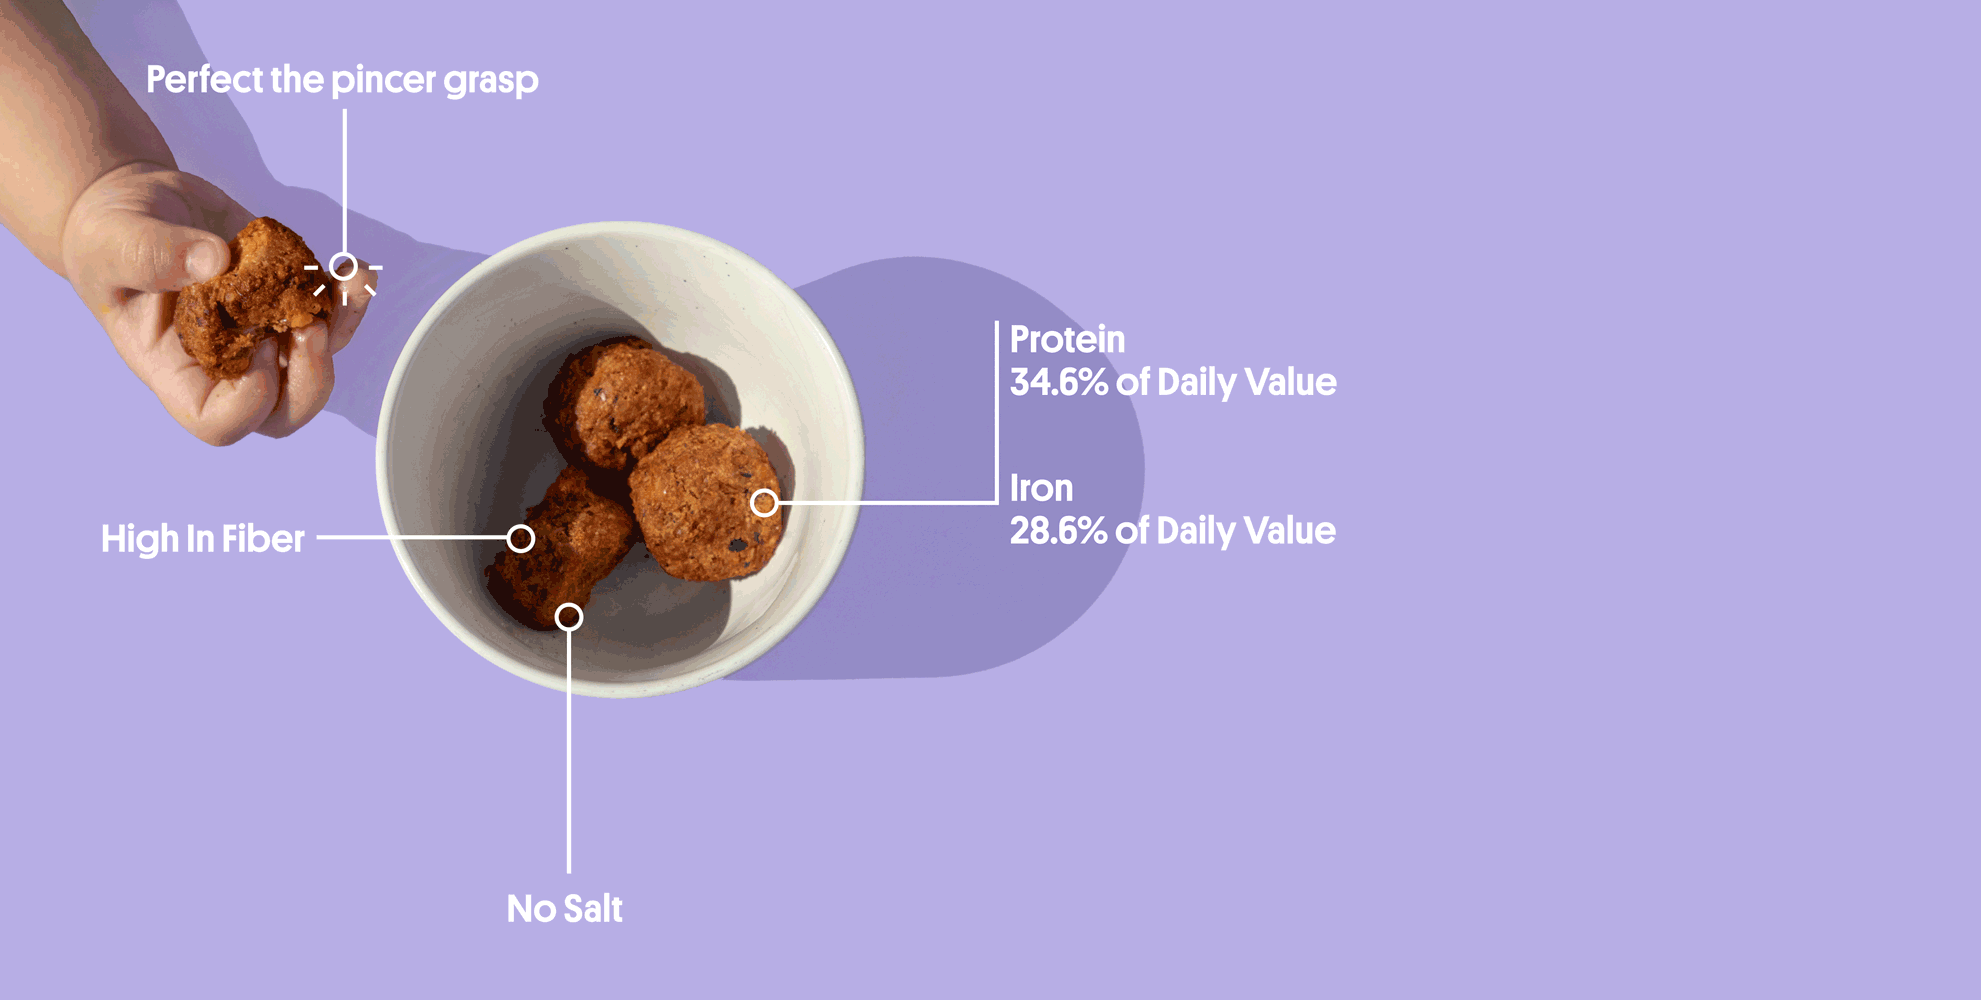 Perfect the pincer grasp
Protein
34.6% of Daily Value
Iron
28.6% of Daily Value
High In Fiber
No Salt